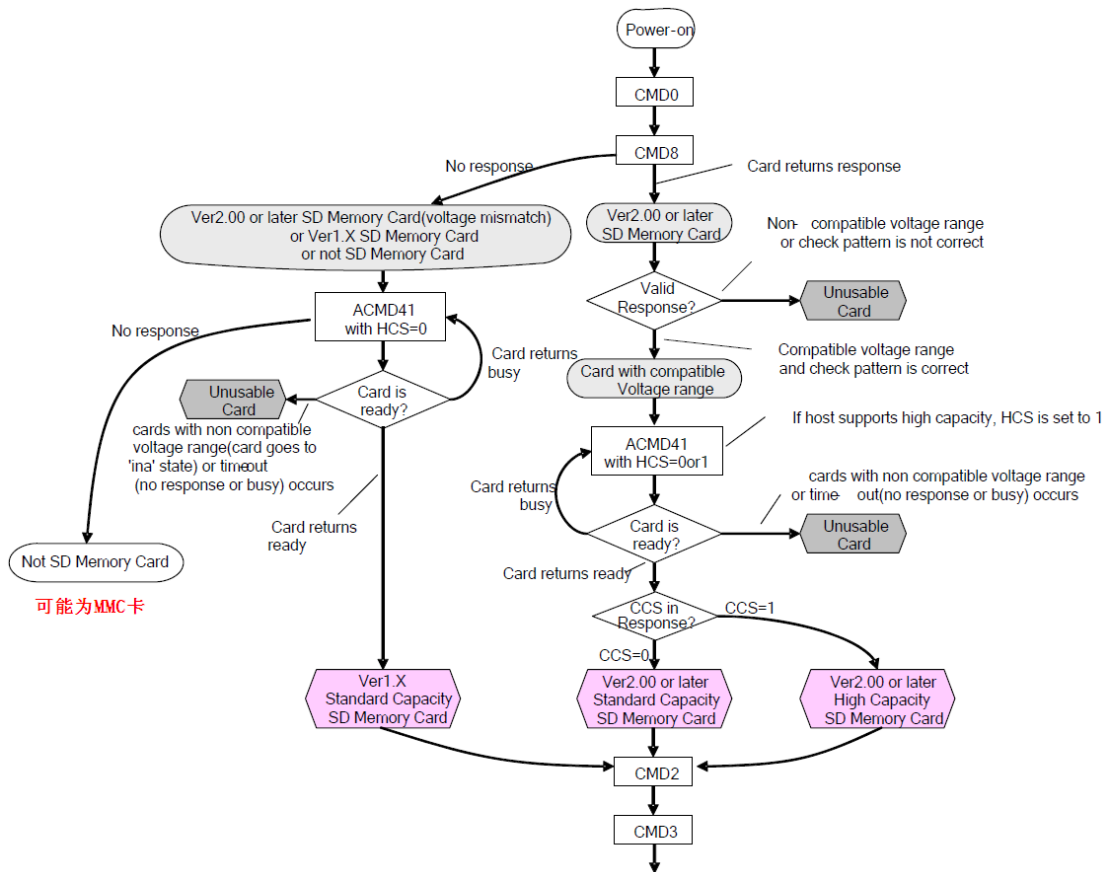 Power-on
CMD0
CMD8
No response
Card returns response
Ver2.00 or later SD Memory Card(voltage mismatch)
or Ver1.X SD Memory Card
or not SD Memory Card
Ver2.00 or later
SD Memory Card
Non- compatible voltage range
or check pattern is not correct
Valid
Response?
Unusable
Card
ACMD41
with HCS=0
No response
Card returns
busy
Compatible voltage range
and check pattern is correct
Card with compatible
Voltage range
Unusable
Card
Card is
ready?
cards with non compatible
voltage range(card goes to
'ina' state) or timeout
(no response or busy) occurs
If host supports high capacity, HCS is set to 1
ACMD41
with HCS=0or1
Card returns
busy
cards with non compatible voltage range
or time- out(no response or busy) occurs
Card returns
ready
Card is
ready?
Unusable
Card
Not SD Memory Card
可能为MMC卡
Card returns ready
CCS in
Response?
CCS=1
CCS=0
Ver1.X
Standard Capacity
SD Memory Card
Ver2.00 or later
Standard Capacity
SD Memory Card
Ver2.00 or later
High Capacity
SD Memory Card
CMD2
CMD3